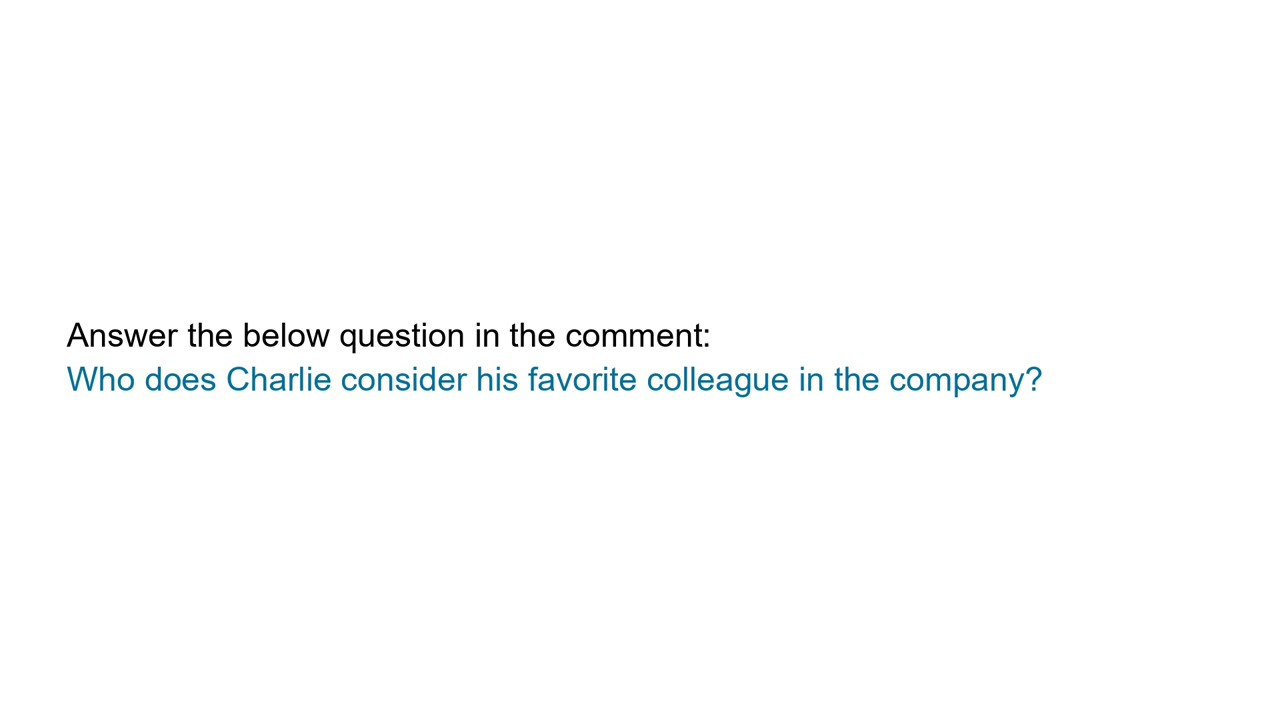 Answer the below question in the comment:
Who does Charlie consider his favorite colleague in the company?